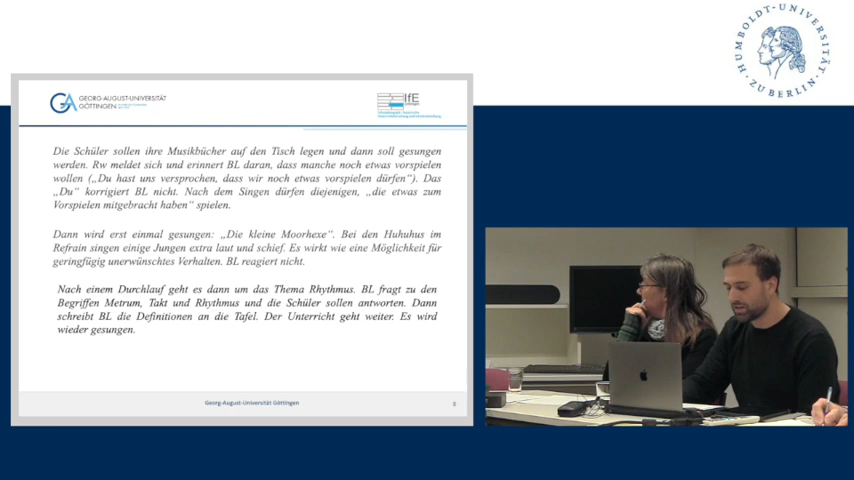 HUMBOLDT-UNIVERSITÄT
ZU BERLIN
GEORG-AUGUST-UNIVERSITÄT
GÖTTINGEN
IfE
Die Schüler sollen ihre Musikbücher auf den Tisch legen und dann soll gesungen
werden. Rw meldet sich und erinnert BL daran, dass manche noch etwas vorspielen
wollen („Du hast uns versprochen, dass wir noch etwas vorspielen dürfen“). Das
„Du“ korrigiert BL nicht. Nach dem Singen dürfen diejenigen, „die etwas zum
Vorspielen mitgebracht haben“ spielen.
Dann wird erst einmal gesungen: „Die kleine Moorhexe“. Bei den Huhuhus im
Refrain singen einige Jungen extra laut und schief. Es wirkt wie eine Möglichkeit für
geringfügig unerwünschtes Verhalten. BL reagiert nicht.
Nach einem Durchlauf geht es dann um das Thema Rhythmus. BL fragt zu den
Begriffen Metrum, Takt und Rhythmus und die Schüler sollen antworten. Dann
schreibt BL die Definitionen an die Tafel. Der Unterricht geht weiter. Es wird
wieder gesungen.
Georg-August-Universität Göttingen